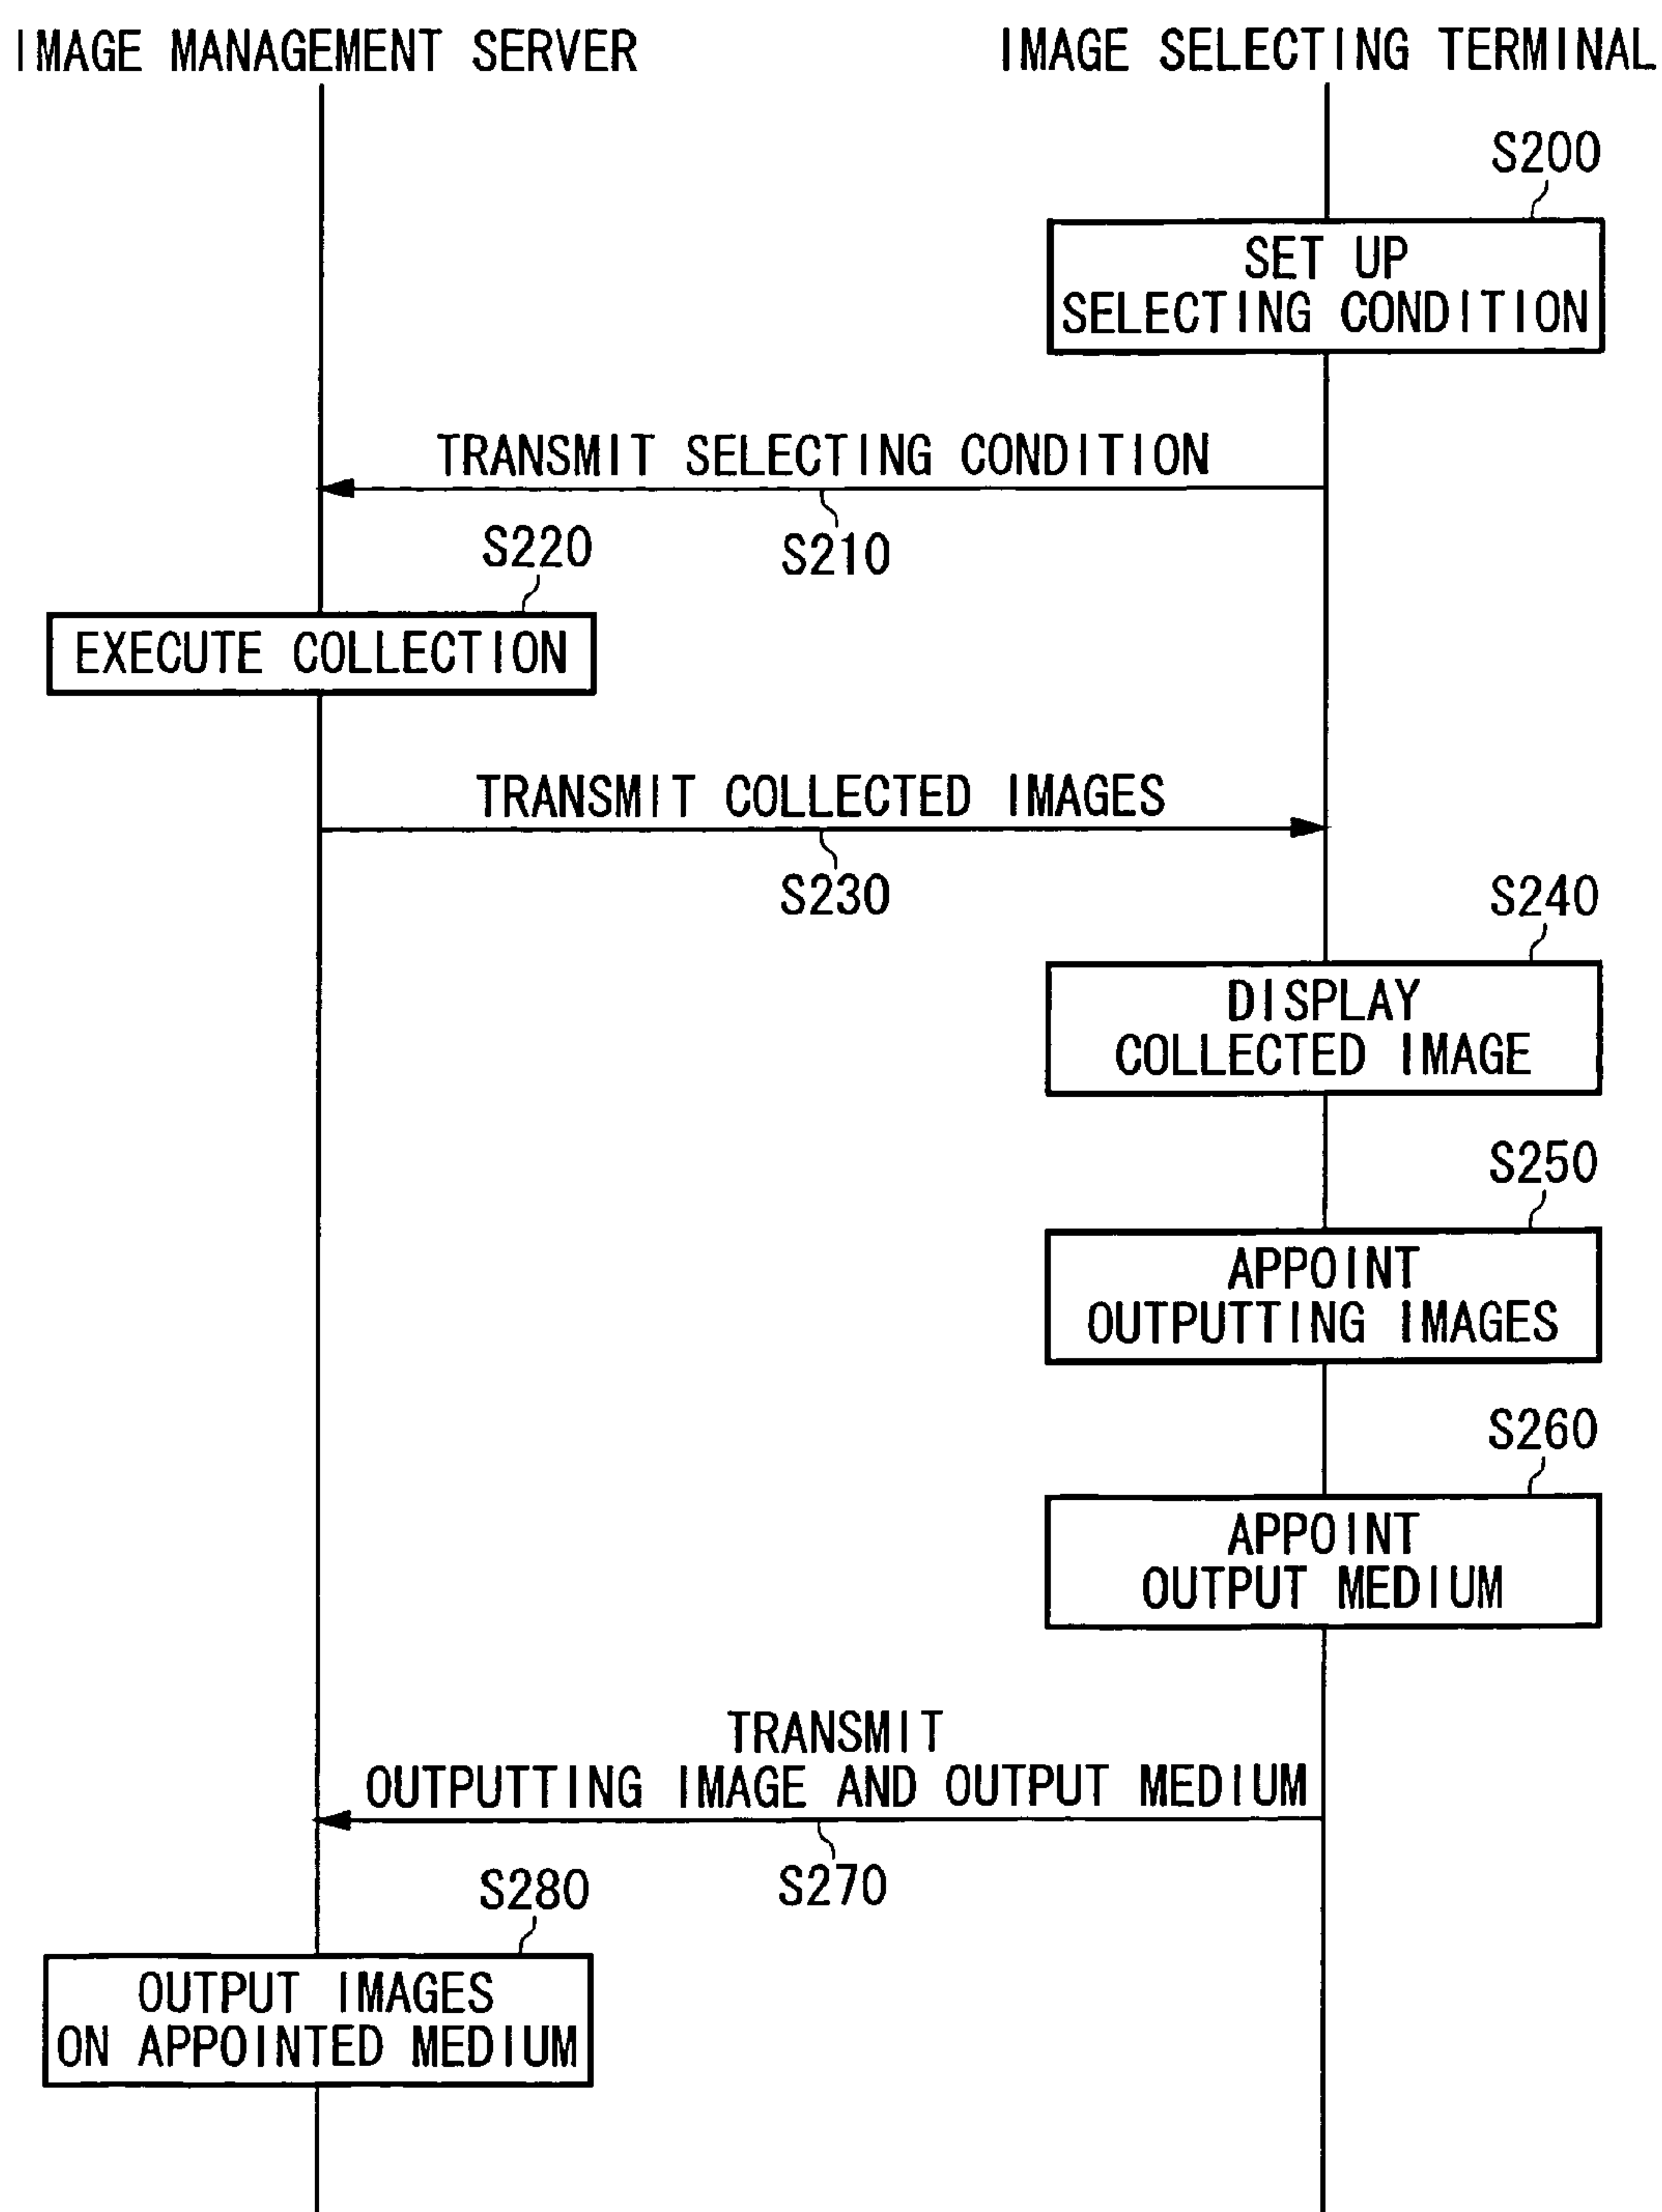 IMAGE MANAGEMENT SERVER
IMAGE SELECTING TERMINAL
S200
SET UP
SELECTING CONDITION
TRANSMIT SELECTING CONDITION
S210
S220
EXECUTE COLLECTION
TRANSMIT COLLECTED IMAGES
S230
S240
DISPLAY
COLLECTED IMAGE
S250
APPOINT
OUTPUTTING IMAGES
S260
APPOINT
OUTPUT MEDIUM
TRANSMIT
OUTPUTTING IMAGE AND OUTPUT MEDIUM
S270
S280
OUTPUT IMAGES
ON APPOINTED MEDIUM